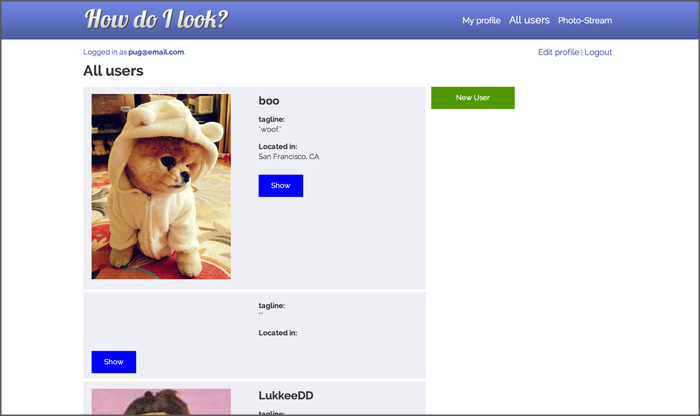 How do I look?
My profile All users Photo-Stream
Logged in as pug@email.com.
Edit profile | Logout
All users
boo
New User
tagline:
"woof."
Located in:
San Francisco, CA
Show
tagline:
""
Located in:
Show
LukkeeDD
tagline: